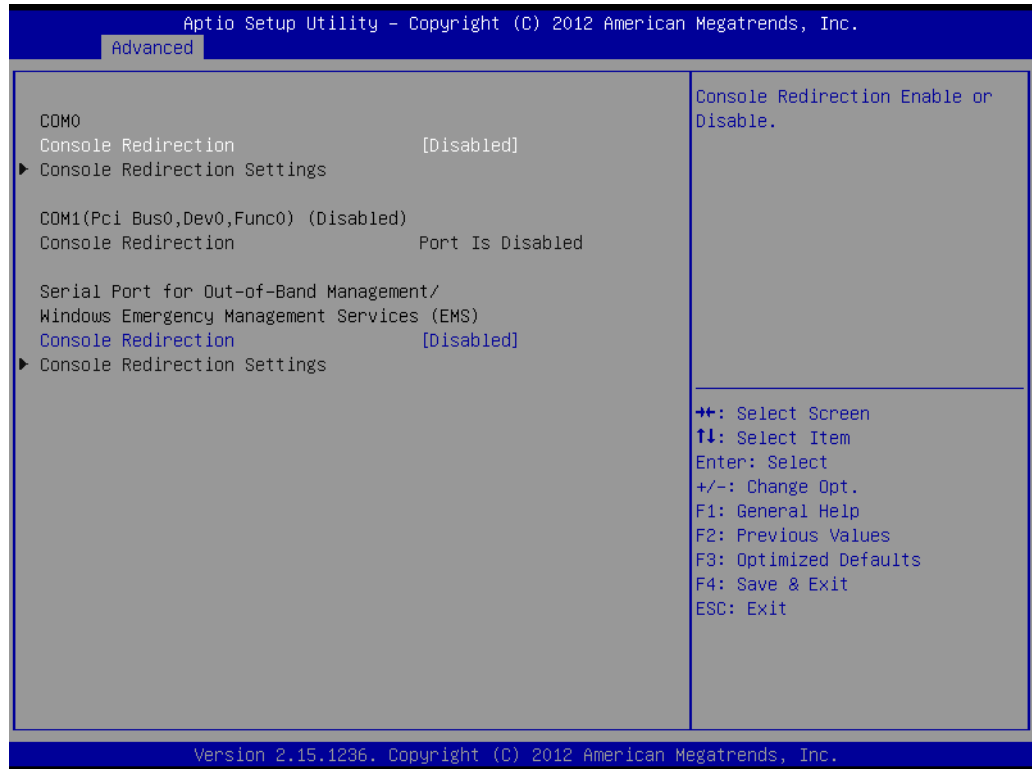 Aptio Setup Utility – Copyright (C) 2012 American Megatrends, Inc.
Advanced
COM0
Console Redirection [Disabled]
▶ Console Redirection Settings
COM1(Pci Bus0,Dev0,Func0) (Disabled)
Console Redirection Port Is Disabled
Serial Port for Out-of-Band Management/
Windows Emergency Management Services (EMS)
Console Redirection [Disabled]
▶ Console Redirection Settings
Console Redirection Enable or
Disable.
→←: Select Screen
↑↓: Select Item
Enter: Select
+/-: Change Opt.
F1: General Help
F2: Previous Values
F3: Optimized Defaults
F4: Save & Exit
ESC: Exit
Version 2.15.1236. Copyright (C) 2012 American Megatrends, Inc.